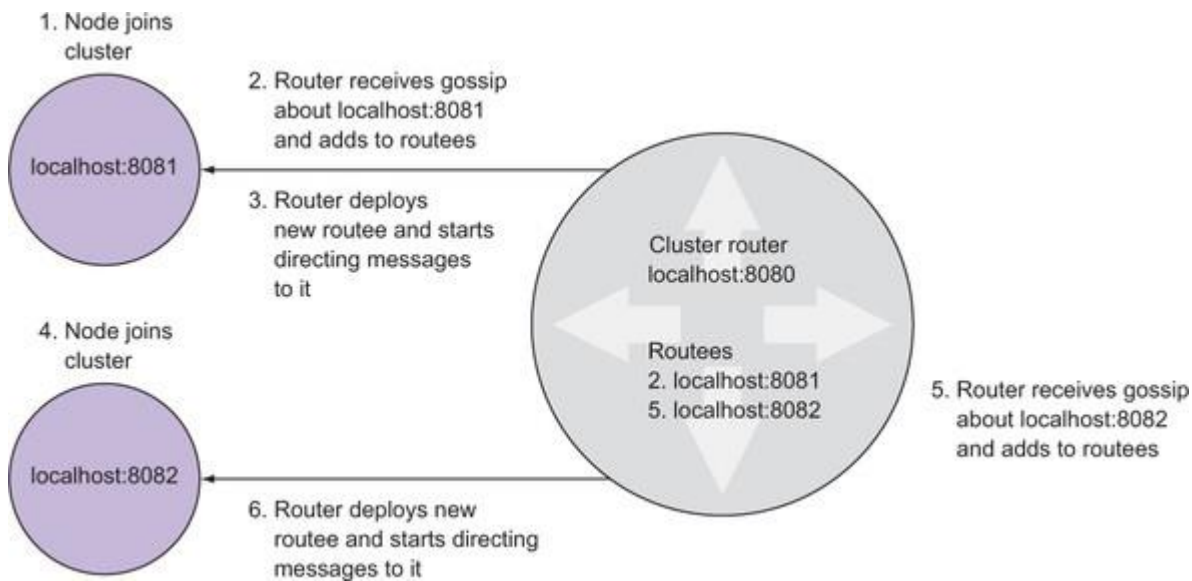 1. Node joins
cluster
localhost:8081
2. Router receives gossip
about localhost:8081
and adds to routees
3. Router deploys
new routee and starts
directing messages
to it
4. Node joins
cluster
localhost:8082
Cluster router
localhost:8080
Routees
2. localhost:8081
5. localhost:8082
5. Router receives gossip
about localhost:8082
and adds to routees
6. Router deploys new
routee and starts directing
messages to it